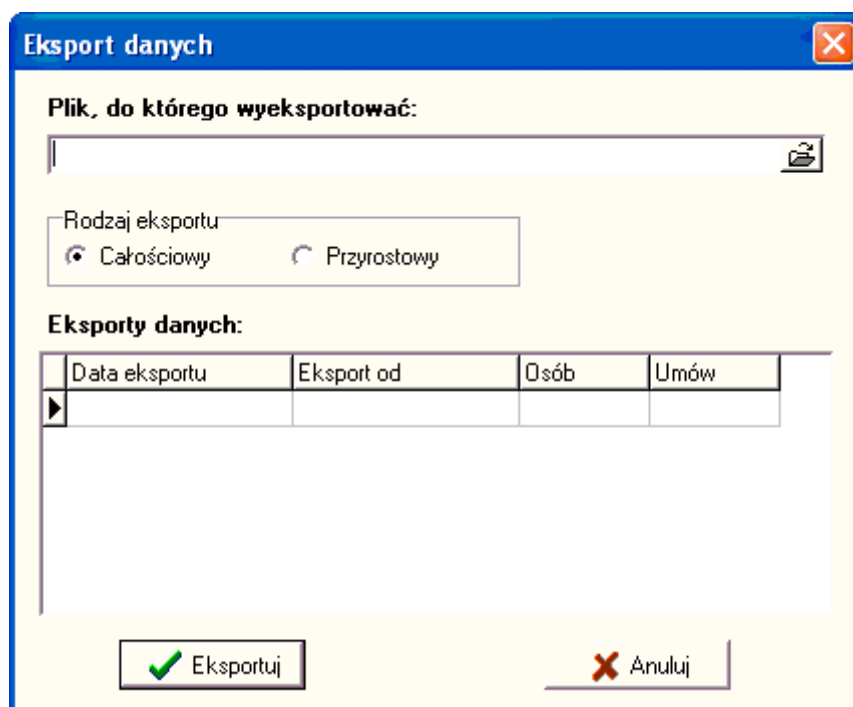 Eksport danych
Plik, do którego wyeksportować:
Rodzaj eksportu
Całościowy Przyrostowy
Eksporty danych:
Data eksportu Eksport od Osób Umów
Eksportuj Anuluj